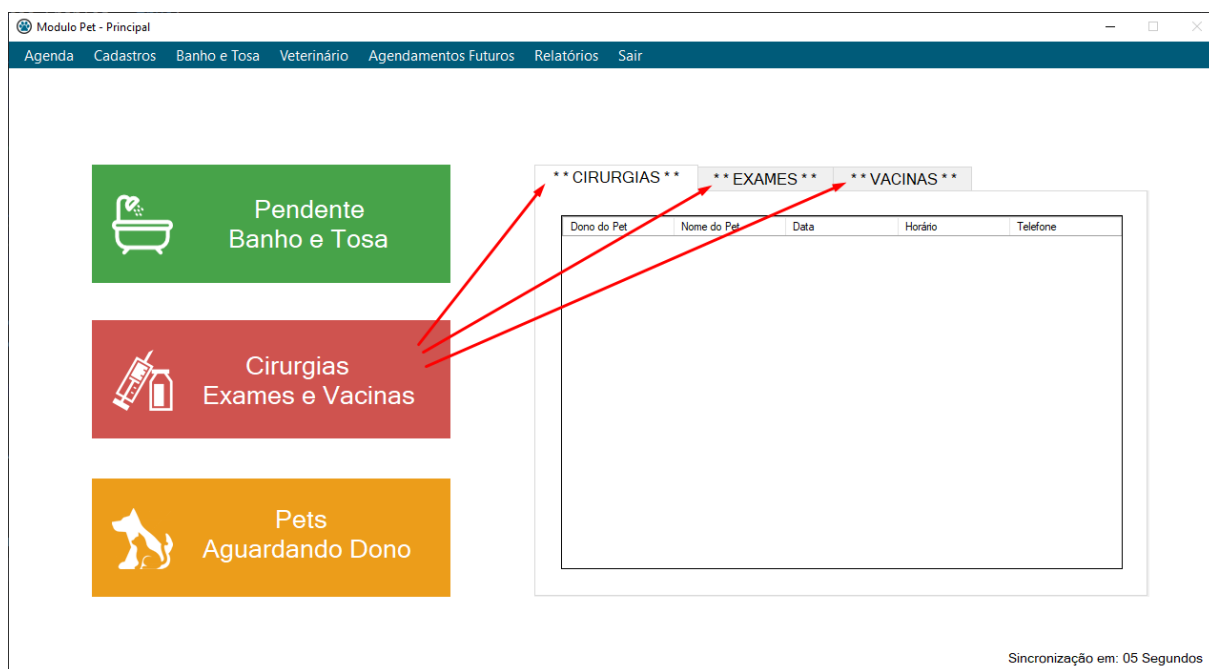 Modulo Pet - Principal
Agenda Cadastros Banho e Tosa Veterinário Agendamentos Futuros Relatórios Sair
Pendente
Banho e Tosa
Cirurgias
Exames e Vacinas
Pets
Aguardando Dono
* * CIRURGIAS * * * * EXAMES * * * * VACINAS * *
Dono do Pet Nome do Pet Data Horário Telefone
Sincronização em: 05 Segundos